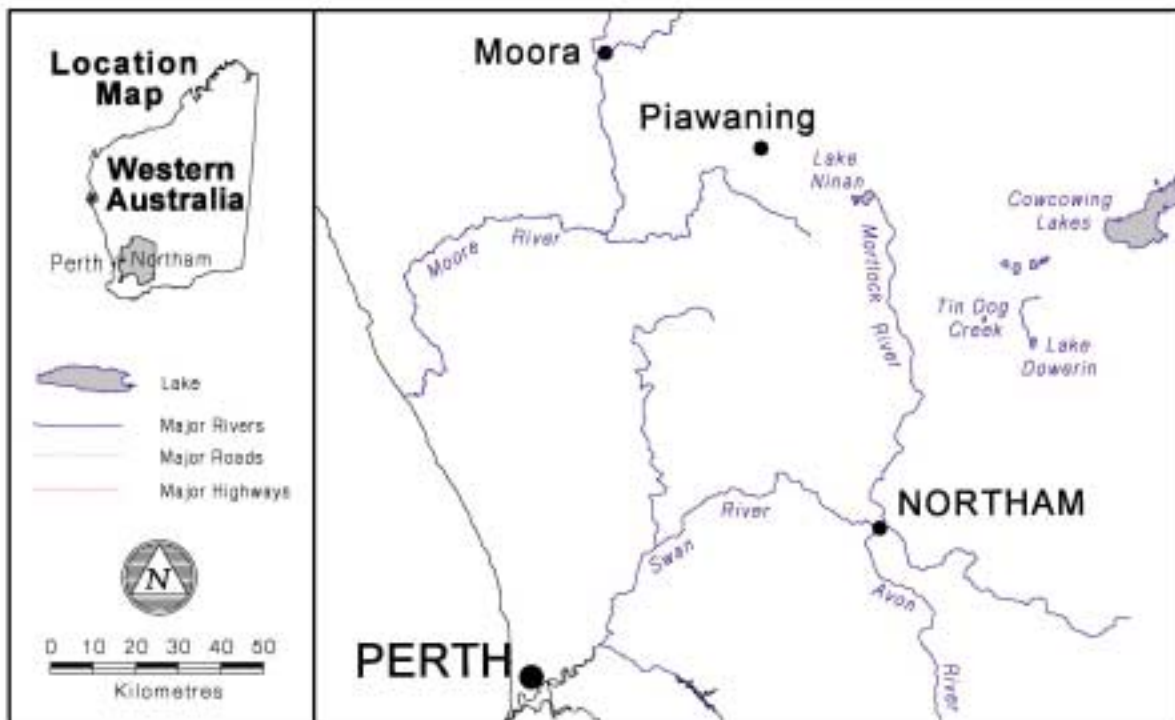 Location
Map
Western
Australia
Perth
Northam
Lake
Major Rivers
Major Roads
Major Highways
N
0 10 20 30 40 50
Kilometres
Moora
Piawaning
Lake
Ninan
Cowcowing
Lakes
Moore River
Mortlock River
Tin Dog
Creek
Lake
Dowerin
NORTHAM
Swan River
Avon River
PERTH